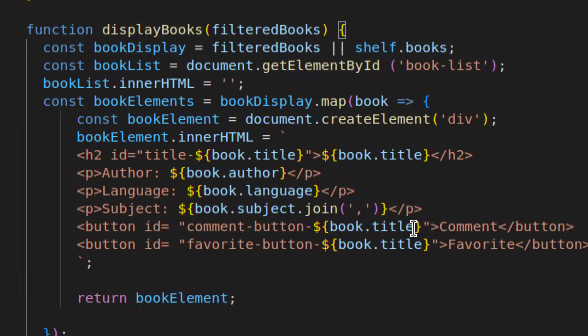 function displayBooks(filteredBooks) {
const bookDisplay = filteredBooks || shelf.books;
const bookList = document.getElementById ('book-list');
bookList.innerHTML = '';
const bookElements = bookDisplay.map(book => {
const bookElement = document.createElement('div');
bookElement.innerHTML = `
<h2 id="title-${book.title}">${book.title}</h2>
<p>Author: ${book.author}</p>
<p>Language: ${book.language}</p>
<p>Subject: ${book.subject.join(',')}</p>
<button id= "comment-button-${book.title}">Comment</button>
<button id= "favorite-button-${book.title}">Favorite</button>
`;
return bookElement;
});